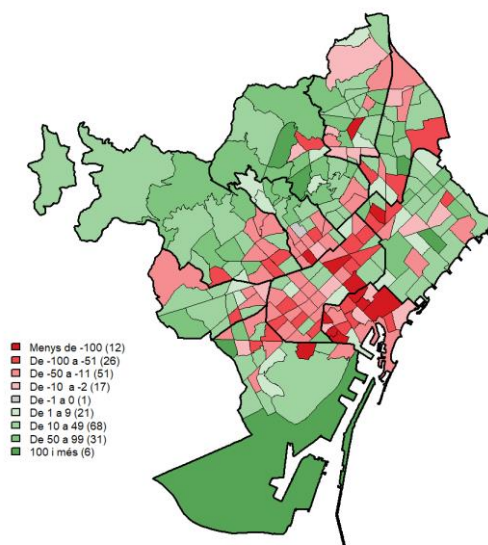 Menys de -100 (12)
De -100 a -51 (26)
De -50 a -11 (51)
De -10 a -2 (17)
De -1 a 0 (1)
De 1 a 9 (21)
De 10 a 49 (68)
De 50 a 99 (31)
100 i més (6)